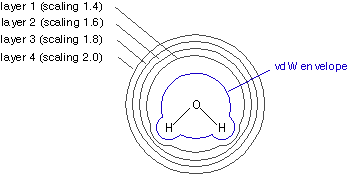 layer 1 (scaling 1.4)
layer 2 (scaling 1.6)
layer 3 (scaling 1.8)
layer 4 (scaling 2.0)
vdW envelope
O
H H